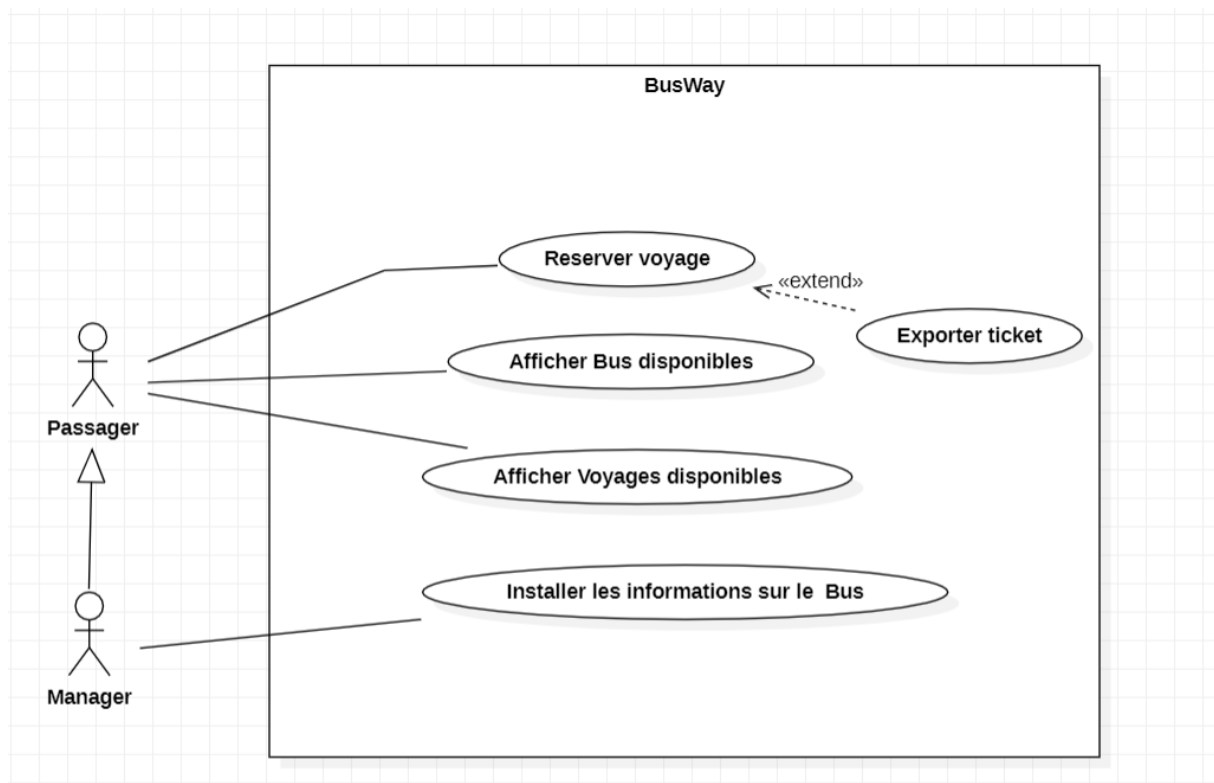 BusWay
Reserver voyage
«extend»
Exporter ticket
Afficher Bus disponibles
Passager
Afficher Voyages disponibles
Installer les informations sur le  Bus
Manager